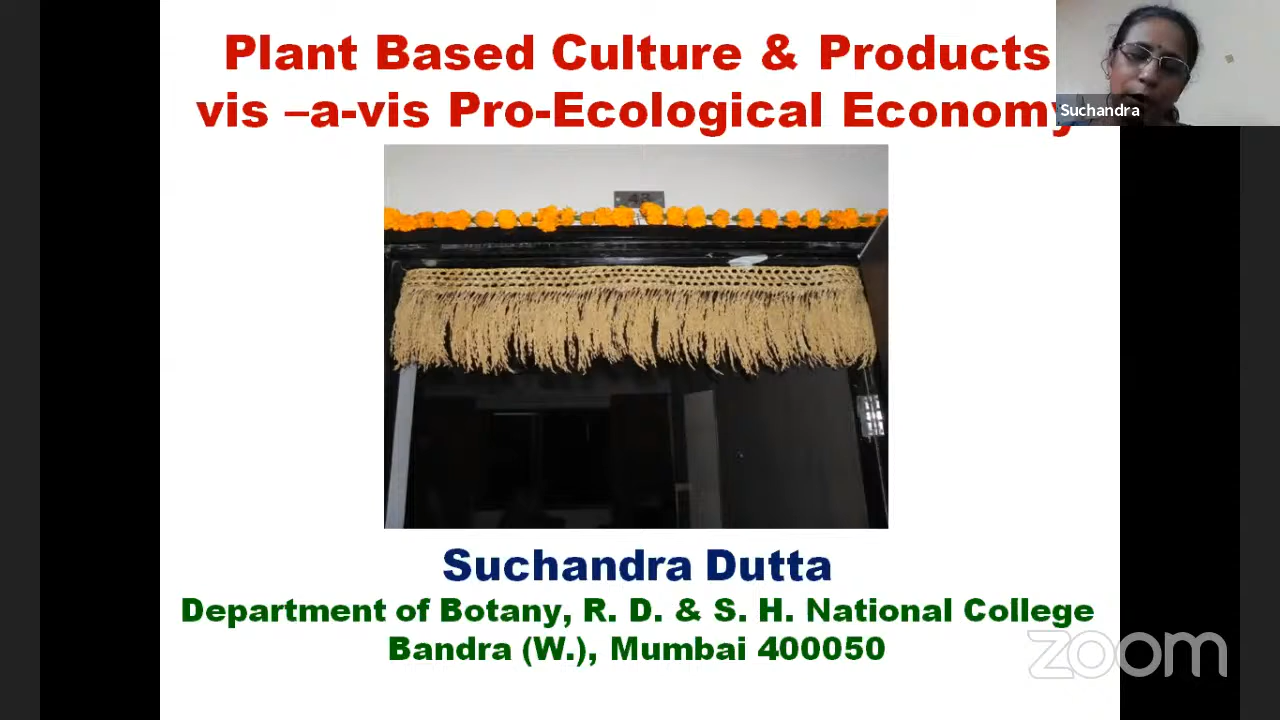 Plant Based Culture & Products
vis –a-vis Pro-Ecological Economy
Suchandra
43
Suchandra Dutta
Department of Botany, R. D. & S. H. National College
Bandra (W.), Mumbai 400050
zoom